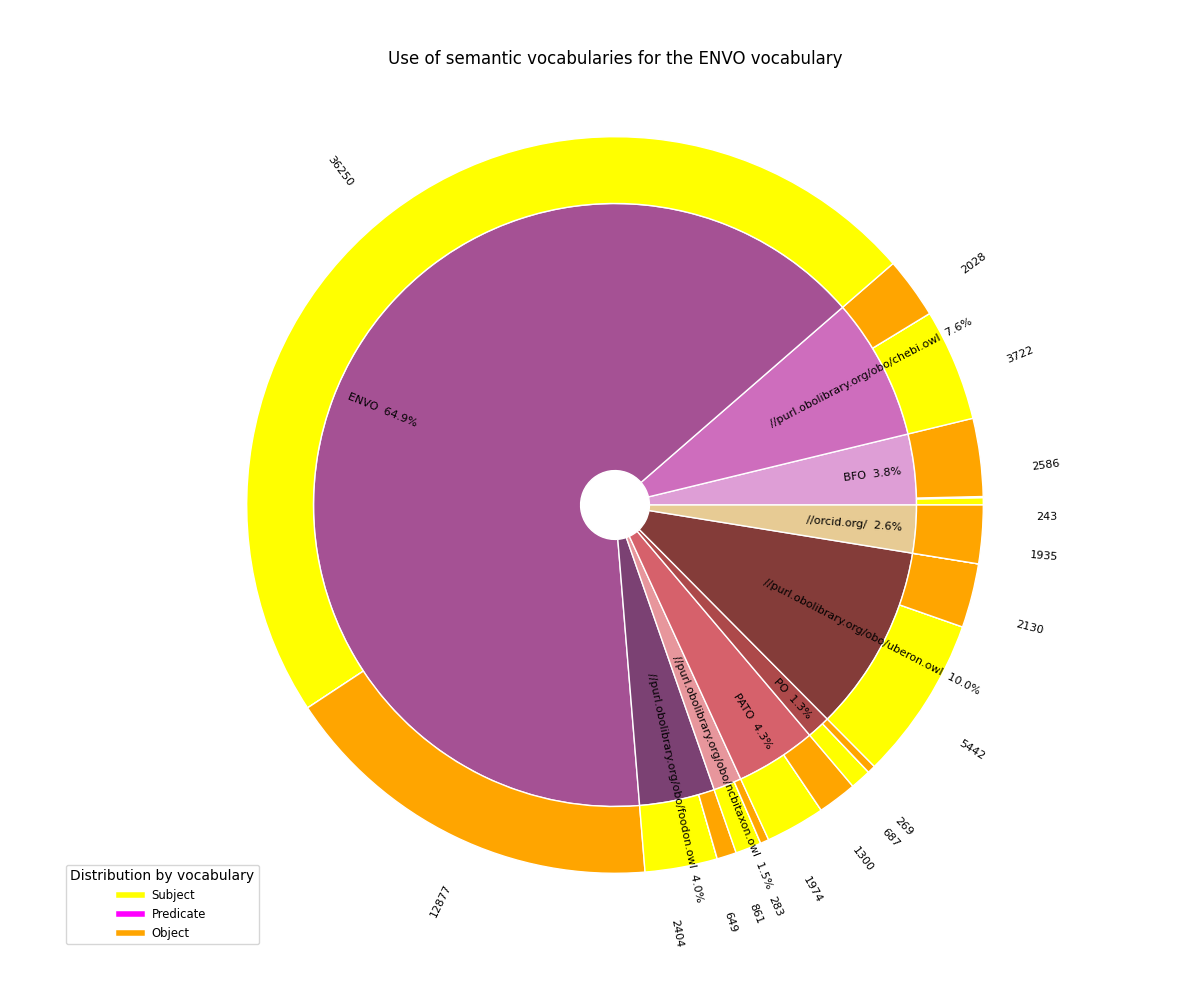 Use of semantic vocabularies for the ENVO vocabulary
36250
2028
//purl.obolibrary.org/obo/chebi.owl 7.6%
3722
ENVO 64.9%
BFO 3.8%
2586
243
//orcid.org/ 2.6%
1935
//purl.obolibrary.org/obo/uberon.owl 10.0%
2130
5442
PO 1.3%
269
687
PATO 4.3%
1300
1974
//purl.obolibrary.org/obo/ncbitaxon.owl 1.5%
283
861
//purl.obolibrary.org/obo/foodon.owl 4.0%
649
2404
12877
Distribution by vocabulary
Subject
Predicate
Object